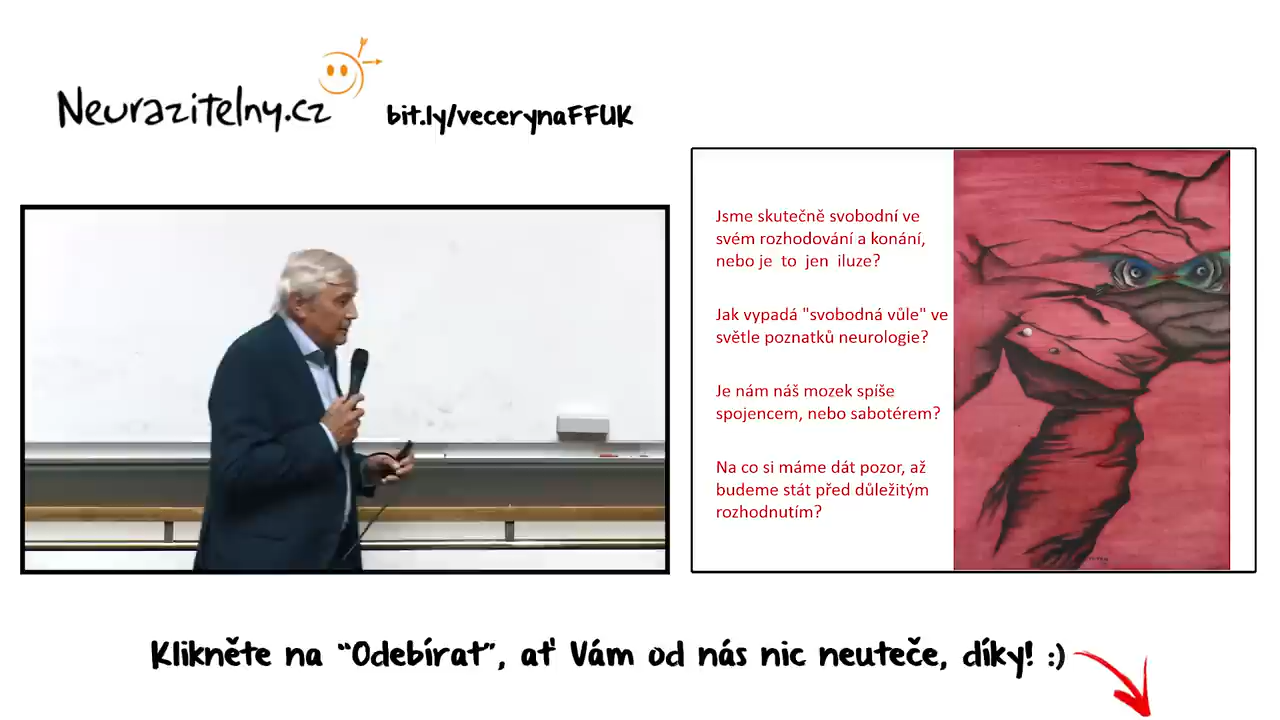 Neurazitelny.cz
bit.ly/vecerynaFFUK
Jsme skutečně svobodní ve
svém rozhodování a konání,
nebo je to jen iluze?
Jak vypadá "svobodná vůle" ve
světle poznatků neurologie?
Je nám náš mozek spíše
spojencem, nebo sabotérem?
Na co si máme dát pozor, až
budeme stát před důležitým
rozhodnutím?
Klikněte na “Odebírat”, ať Vám od nás nic neuteče, díky! :)